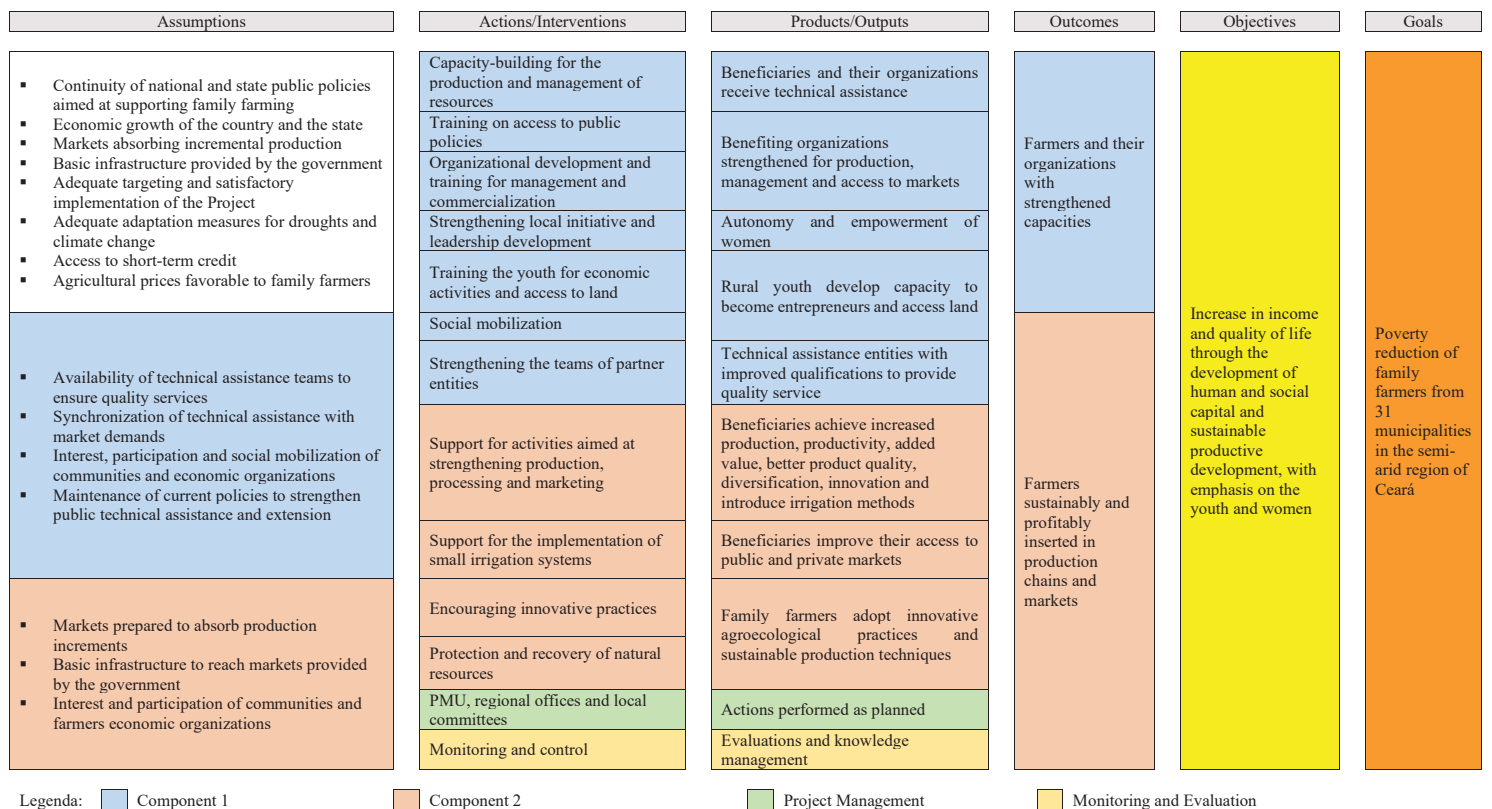 Assumptions
Actions/Interventions
Products/Outputs
Outcomes
Objectives
Goals
▪ Continuity of national and state public policies
aimed at supporting family farming
▪ Economic growth of the country and the state
▪ Markets absorbing incremental production
▪ Basic infrastructure provided by the government
▪ Adequate targeting and satisfactory
implementation of the Project
▪ Adequate adaptation measures for droughts and
climate change
▪ Access to short-term credit
▪ Agricultural prices favorable to family farmers
▪ Availability of technical assistance teams to
ensure quality services
▪ Synchronization of technical assistance with
market demands
▪ Interest, participation and social mobilization of
communities and economic organizations
▪ Maintenance of current policies to strengthen
public technical assistance and extension
▪ Markets prepared to absorb production
increments
▪ Basic infrastructure to reach markets provided
by the government
▪ Interest and participation of communities and
farmers economic organizations
Capacity-building for the
production and management of
resources
Training on access to public
policies
Organizational development and
training for management and
commercialization
Strengthening local initiative and
leadership development
Training the youth for economic
activities and access to land
Social mobilization
Strengthening the teams of partner
entities
Support for activities aimed at
strengthening production,
processing and marketing
Support for the implementation of
small irrigation systems
Encouraging innovative practices
Protection and recovery of natural
resources
PMU, regional offices and local
committees
Monitoring and control
Beneficiaries and their organizations
receive technical assistance
Benefiting organizations
strengthened for production,
management and access to markets
Autonomy and empowerment of
women
Rural youth develop capacity to
become entrepreneurs and access land
Technical assistance entities with
improved qualifications to provide
quality service
Beneficiaries achieve increased
production, productivity, added
value, better product quality,
diversification, innovation and
introduce irrigation methods
Beneficiaries improve their access to
public and private markets
Family farmers adopt innovative
agroecological practices and
sustainable production techniques
Actions performed as planned
Evaluations and knowledge
management
Farmers and their
organizations
with
strengthened
capacities
Farmers
sustainably and
profitably
inserted in
production
chains and
markets
Increase in income
and quality of life
through the
development of
human and social
capital and
sustainable
productive
development, with
emphasis on the
youth and women
Poverty
reduction of
family
farmers from
31
municipalities
in the semi-
arid region of
Ceará
Legenda:
Component 1
Component 2
Project Management
Monitoring and Evaluation